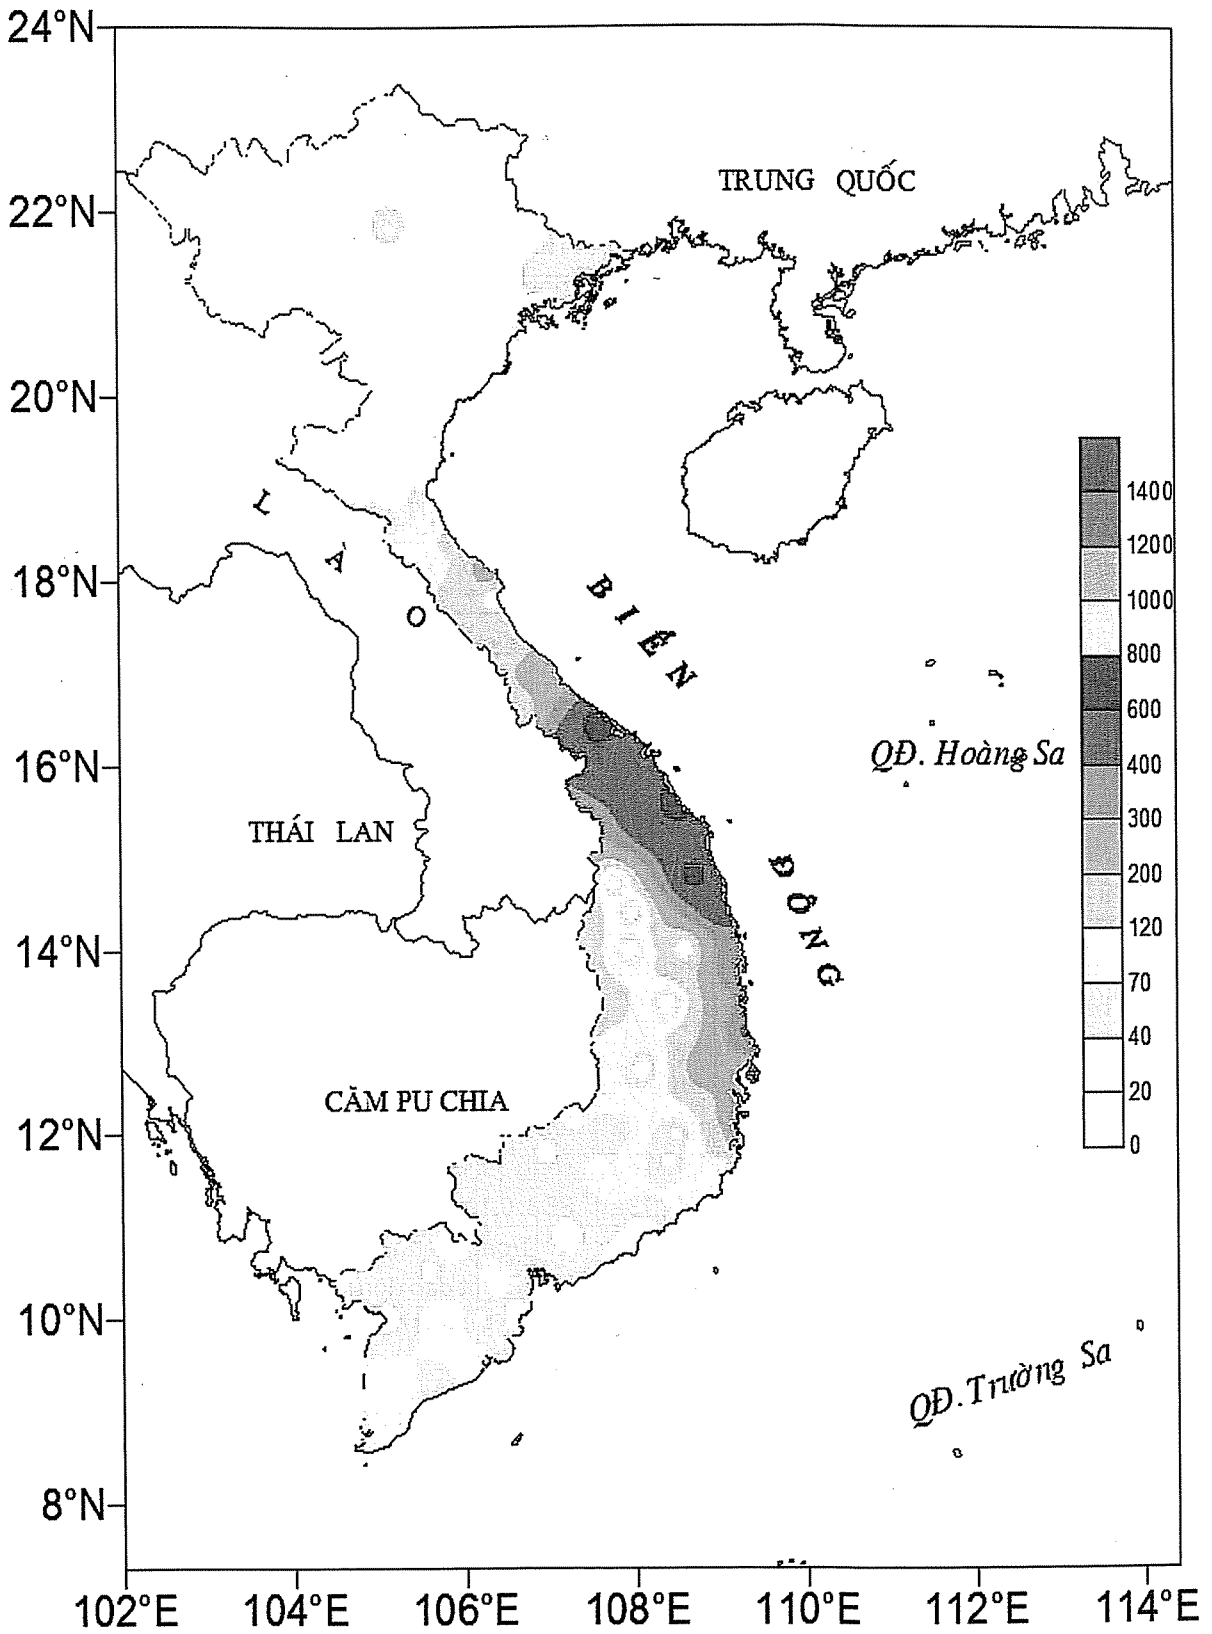 24°N
TRUNG QUỐC
22°N
20°N
1400
1200
L
A
O
18°N
1000
BIỂN
800
600
QĐ. Hoàng Sa
16°N
400
THÁI LAN
300
200
ĐÔNG
120
14°N
70
40
CĂM PU CHIA
20
12°N
0
10°N
QĐ. Trường Sa
8°N
102°E 104°E 106°E 108°E 110°E 112°E 114°E